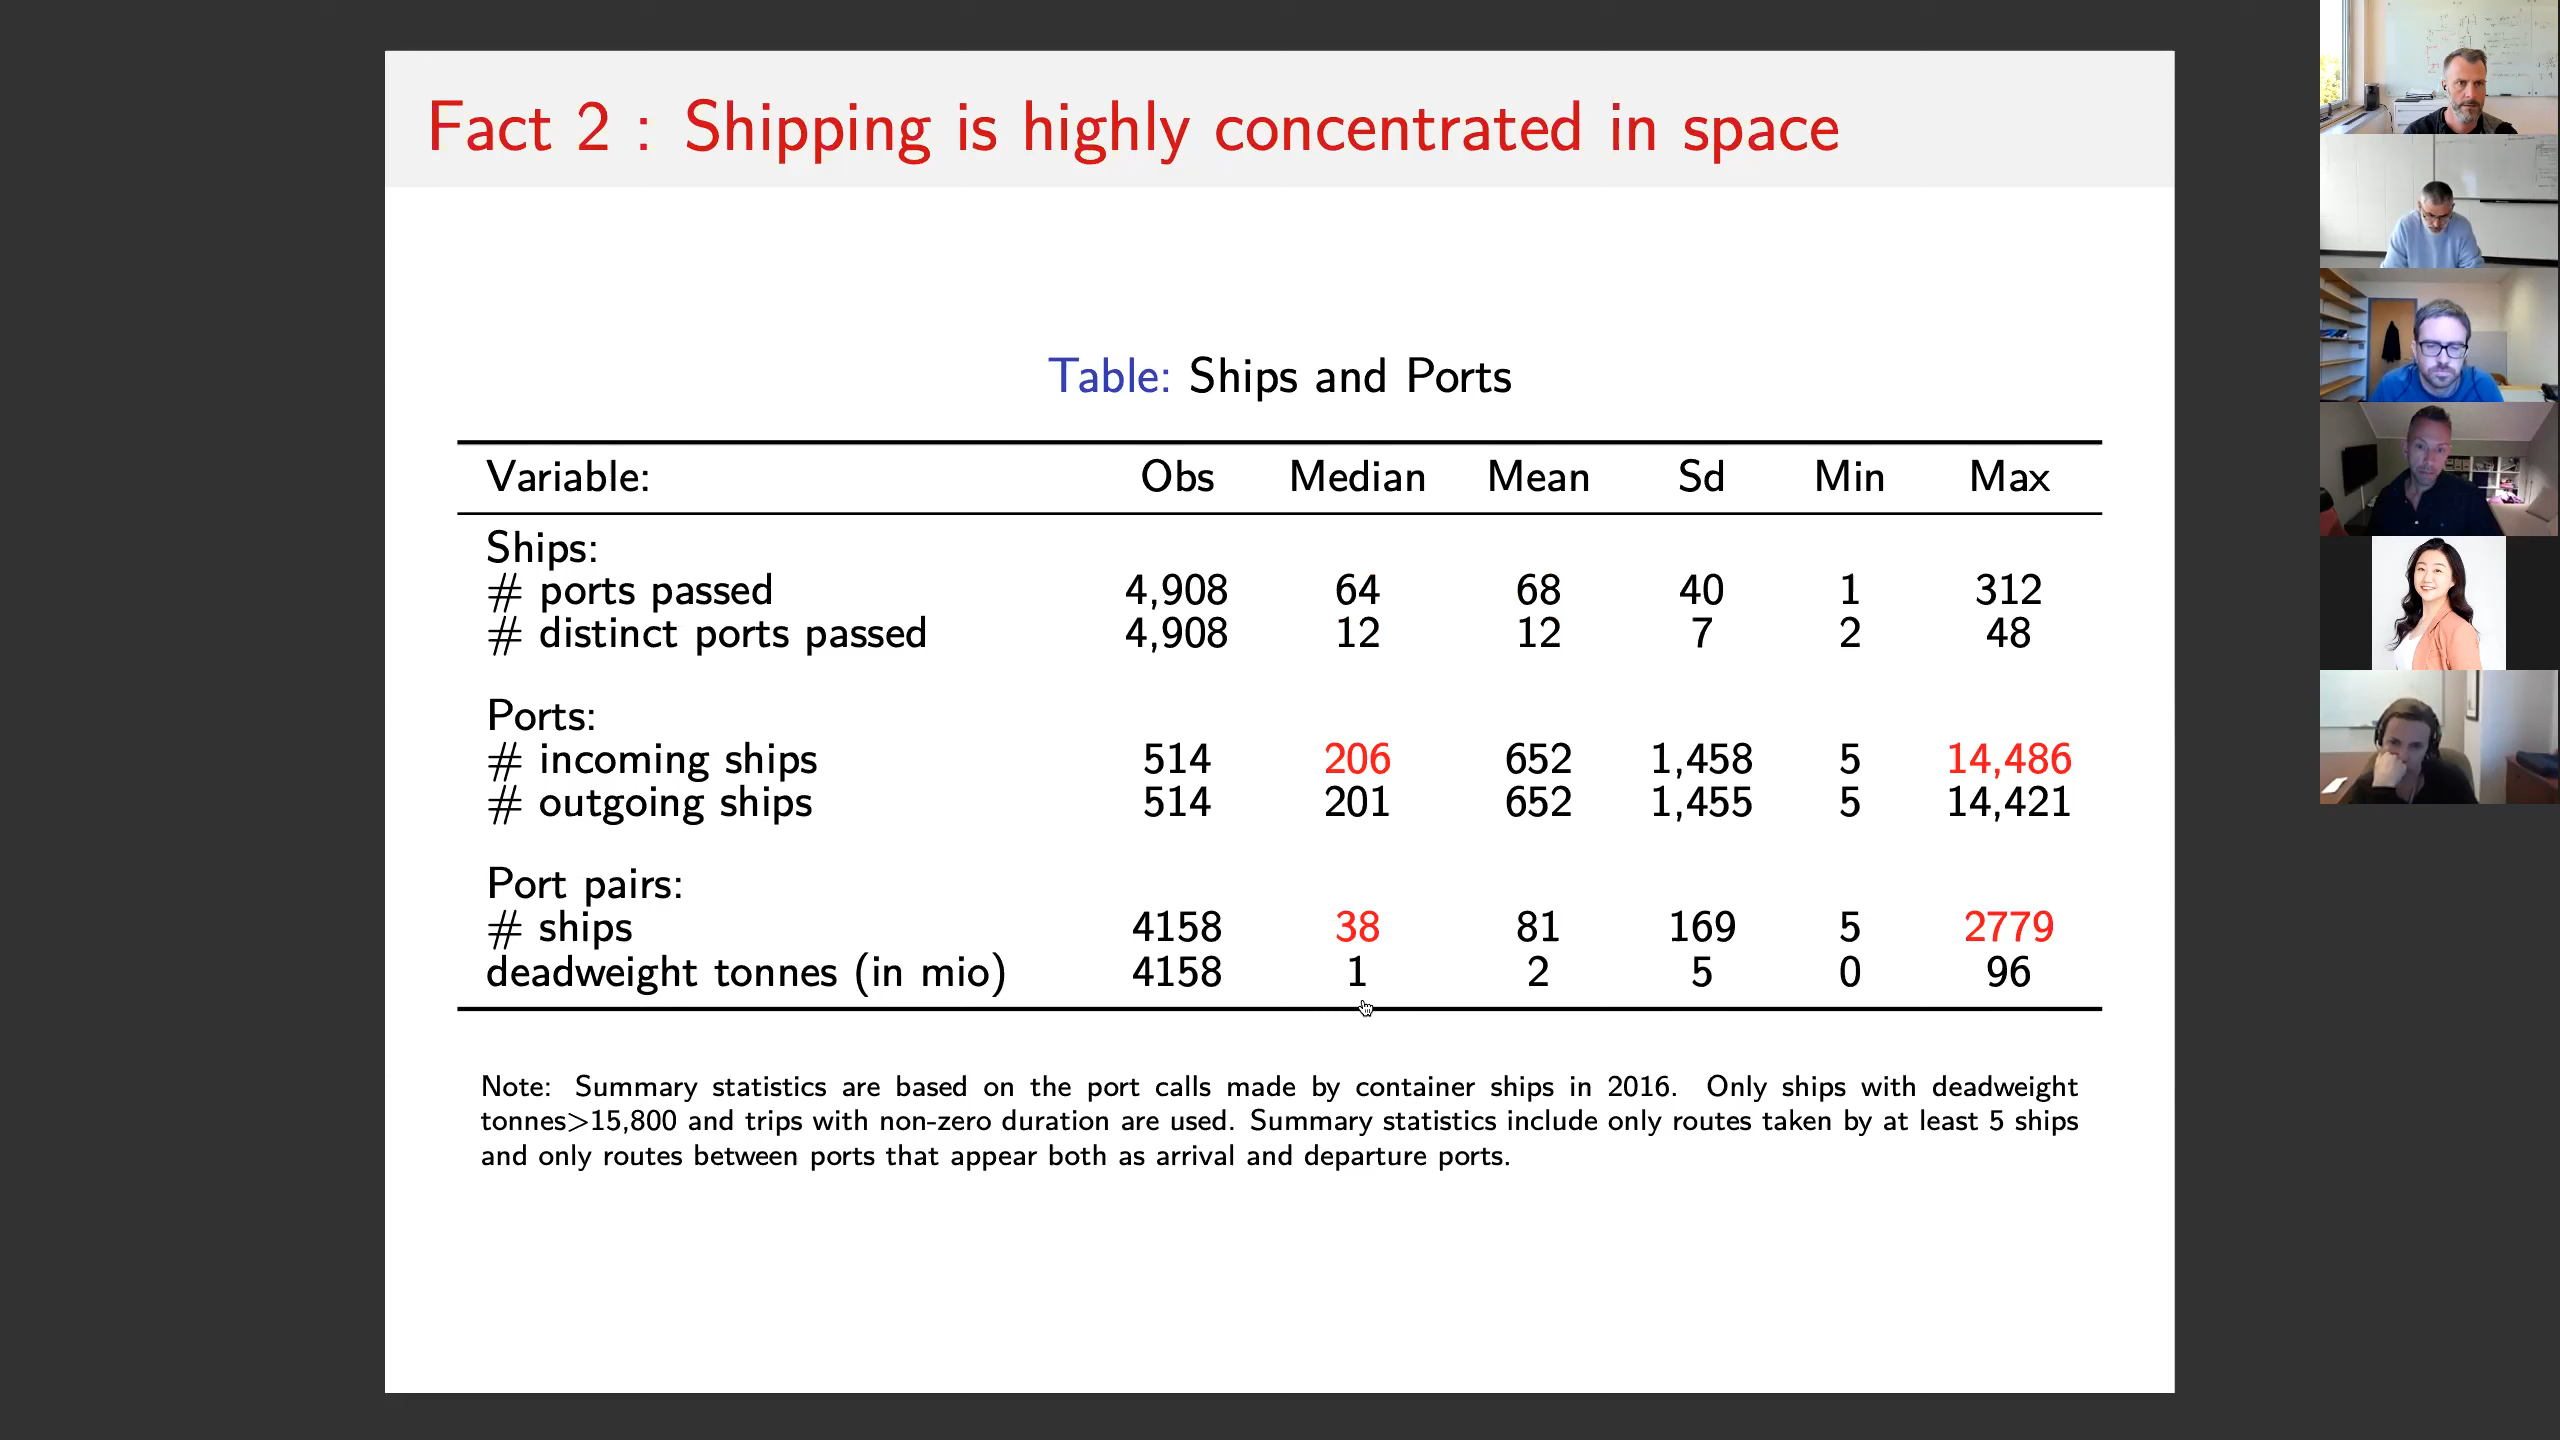 Fact 2 : Shipping is highly concentrated in space
Table: Ships and Ports
Variable: Obs Median Mean Sd Min Max
Ships:
# ports passed 4,908 64 68 40 1 312
# distinct ports passed 4,908 12 12 7 2 48
Ports:
# incoming ships 514 206 652 1,458 5 14,486
# outgoing ships 514 201 652 1,455 5 14,421
Port pairs:
# ships 4158 38 81 169 5 2779
deadweight tonnes (in mio) 4158 1 2 5 0 96
Note: Summary statistics are based on the port calls made by container ships in 2016. Only ships with deadweight
tonnes>15,800 and trips with non-zero duration are used. Summary statistics include only routes taken by at least 5 ships
and only routes between ports that appear both as arrival and departure ports.